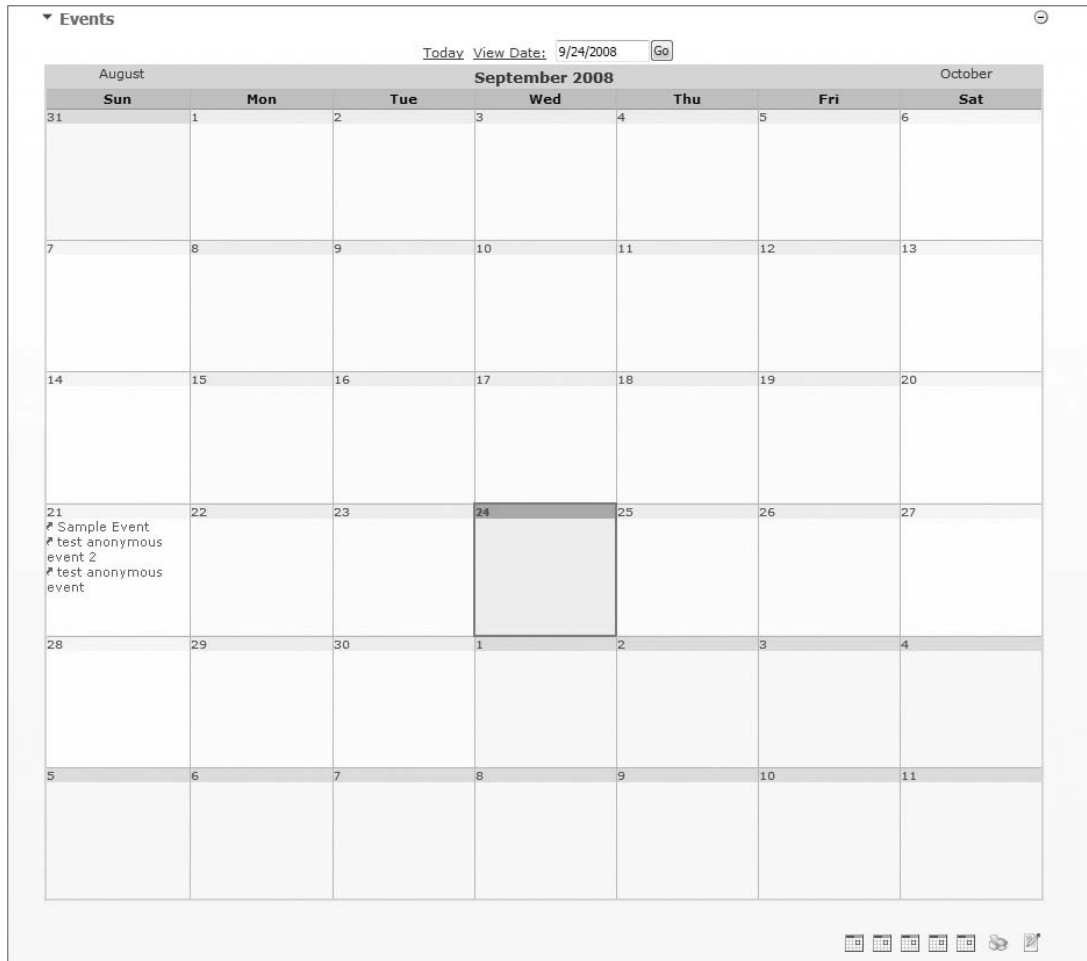 Events
Today View Date: 9/24/2008 Go
August September 2008 October
Sun Mon Tue Wed Thu Fri Sat
31 1 2 3 4 5 6
7 8 9 10 11 12 13
14 15 16 17 18 19 20
21 22 23 24 25 26 27
Sample Event
test anonymous
event 2
test anonymous
event
28 29 30 1 2 3 4
5 6 7 8 9 10 11